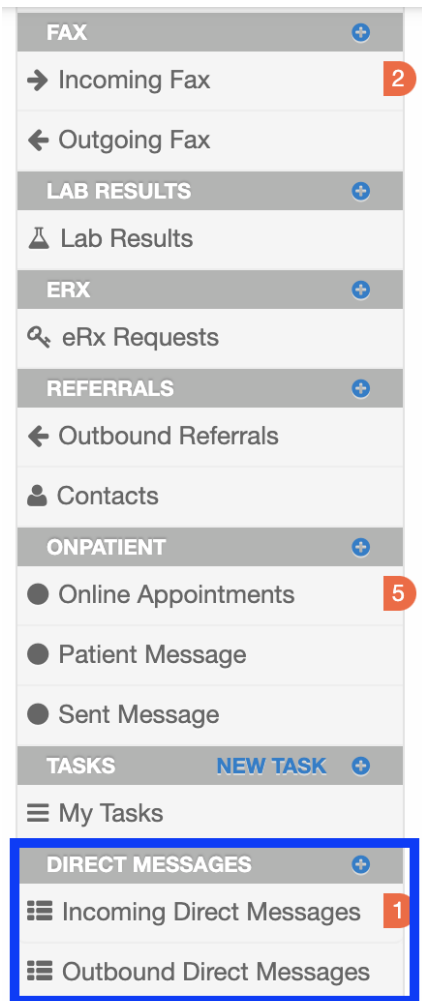 FAX
Incoming Fax 2
Outgoing Fax
LAB RESULTS
Lab Results
ERX
eRx Requests
REFERRALS
Outbound Referrals
Contacts
ONPATIENT
Online Appointments 5
Patient Message
Sent Message
TASKS NEW TASK
My Tasks
DIRECT MESSAGES
Incoming Direct Messages 1
Outbound Direct Messages